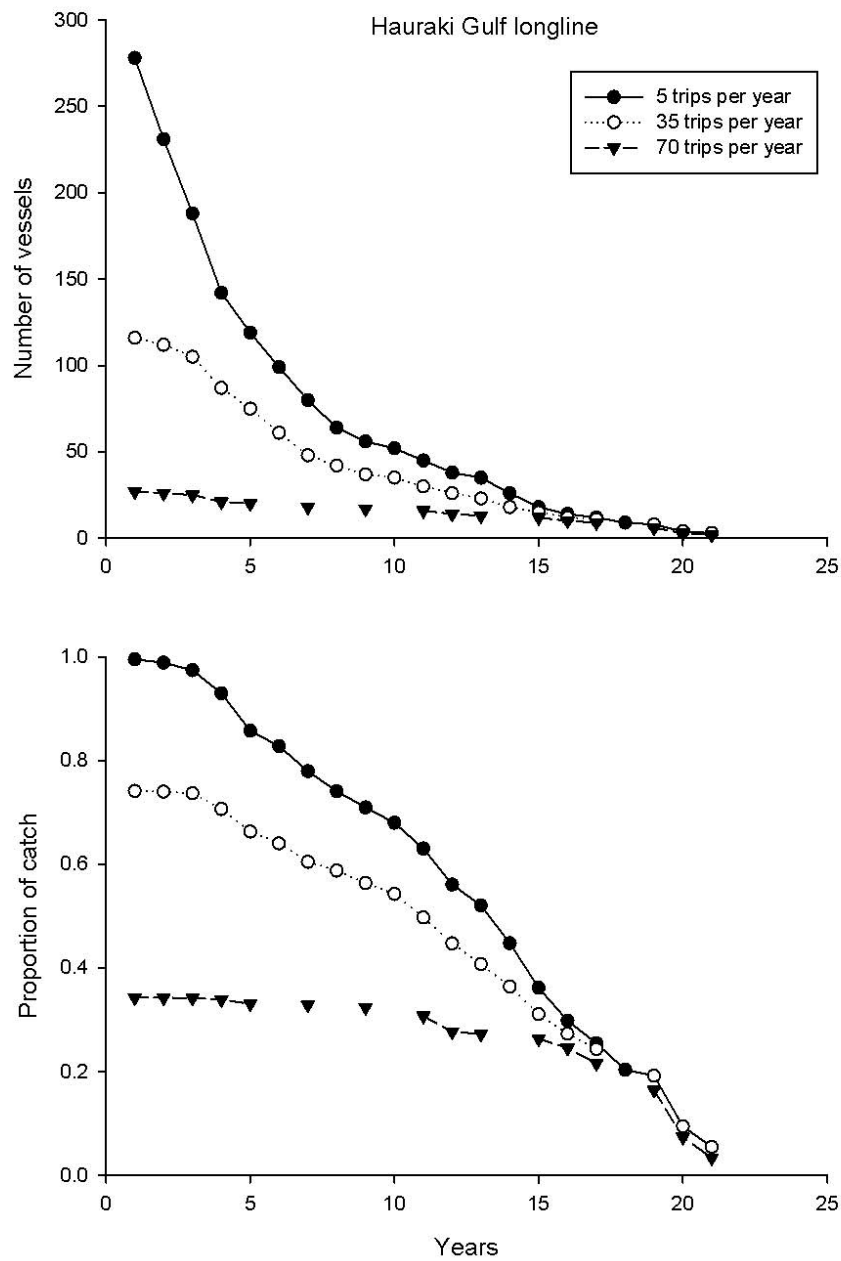 Hauraki Gulf longline
5 trips per year
35 trips per year
70 trips per year
Number of vessels
300
250
200
150
100
50
0
0 5 10 15 20 25
Proportion of catch
1.0
0.8
0.6
0.4
0.2
0.0
0 5 10 15 20 25
Years